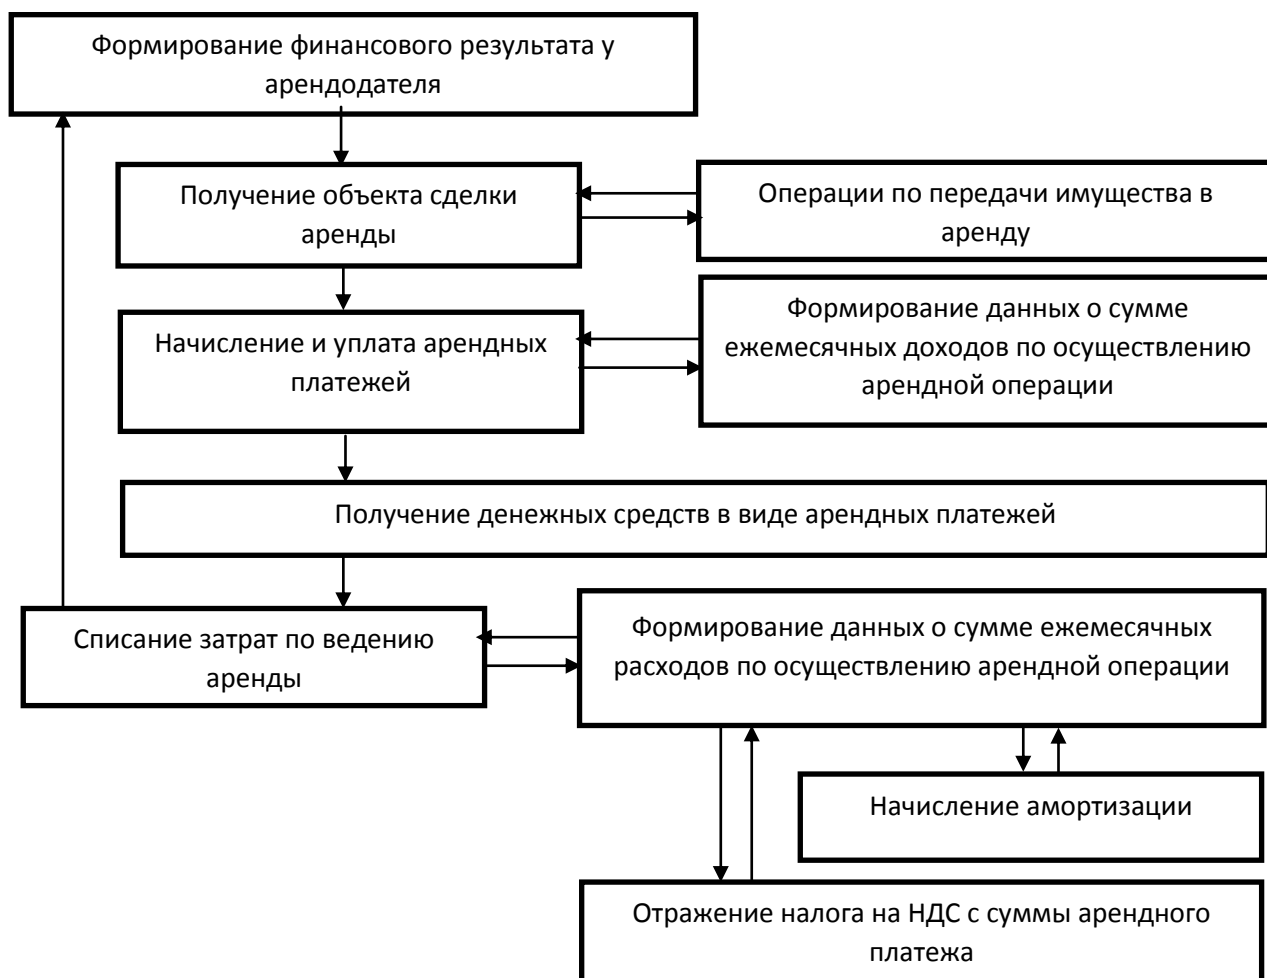 Формирование финансового результата у
арендодателя
Получение объекта сделки
аренды
Операции по передачи имущества в
аренду
Начисление и уплата арендных
платежей
Формирование данных о сумме
ежемесячных доходов по осуществлению
арендной операции
Получение денежных средств в виде арендных платежей
Списание затрат по ведению
аренды
Формирование данных о сумме ежемесячных
расходов по осуществлению арендной операции
Начисление амортизации
Отражение налога на НДС с суммы арендного
платежа